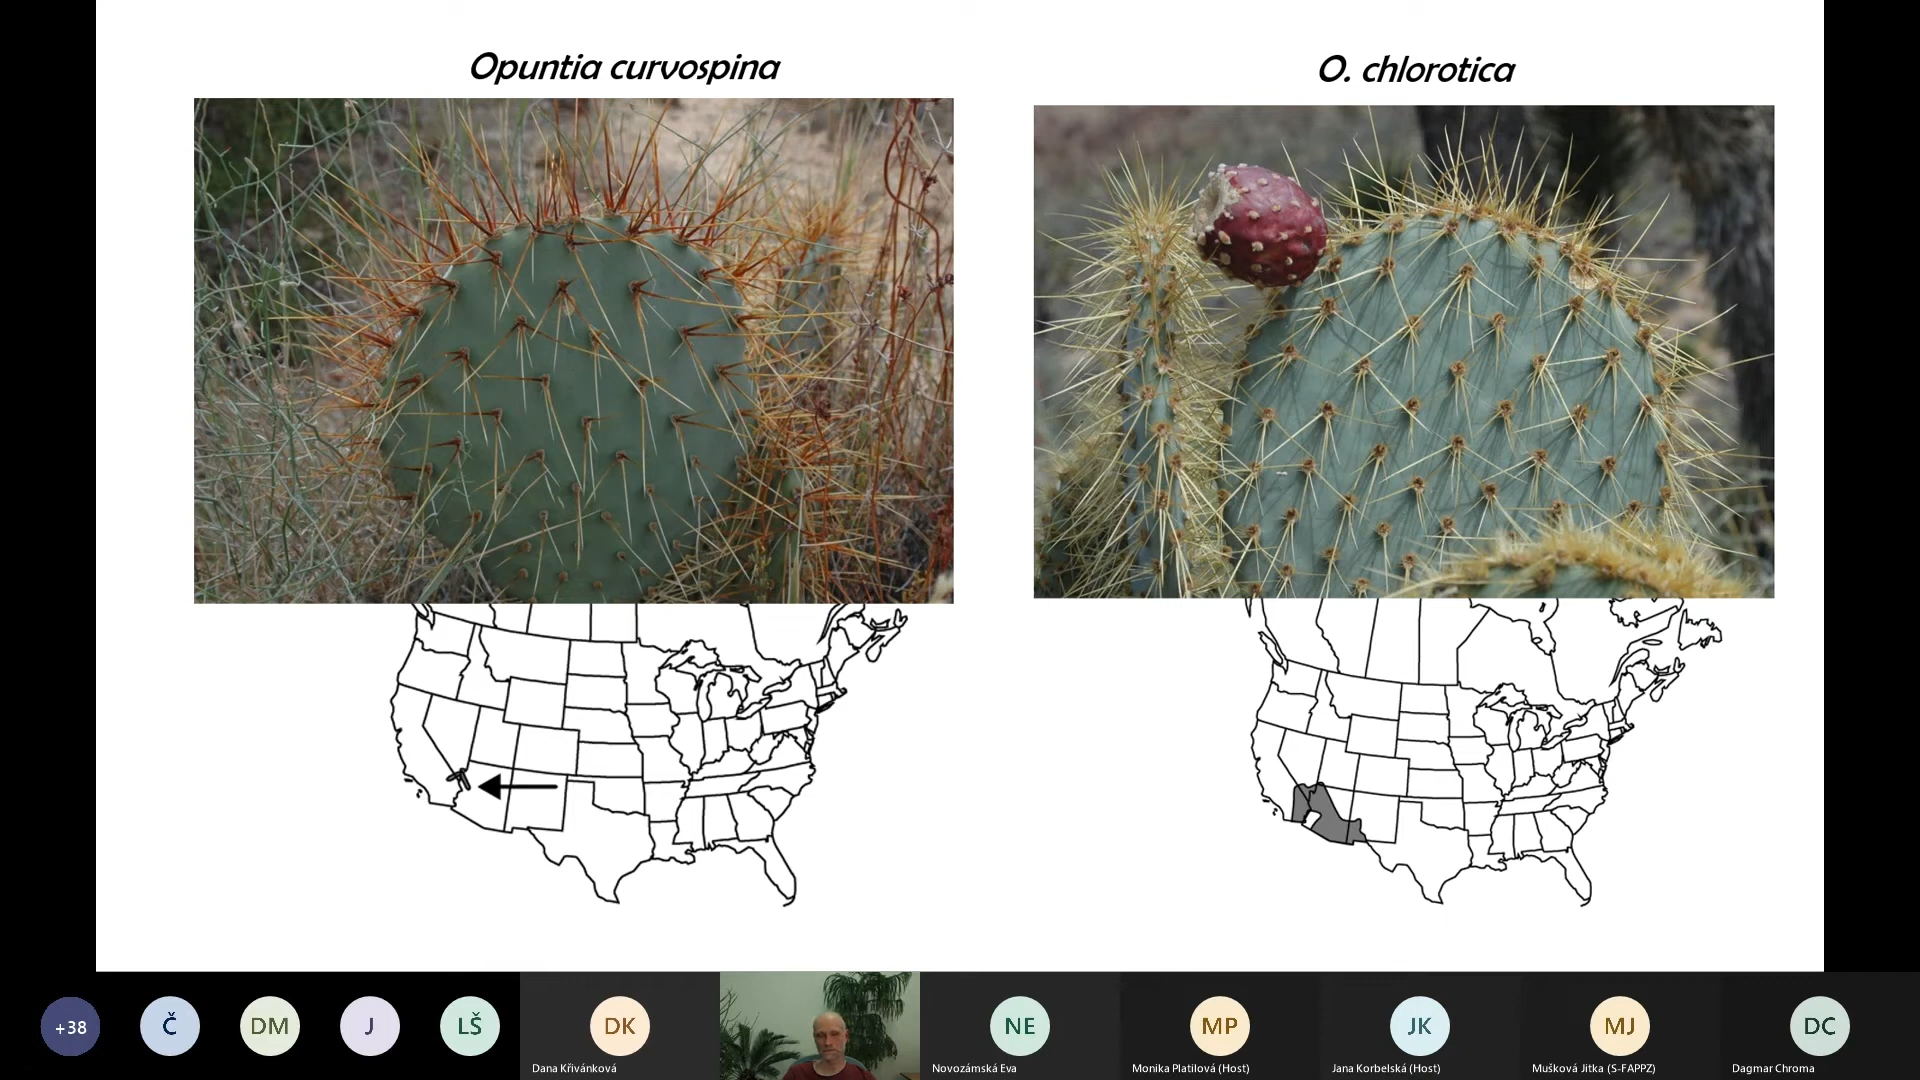 Opuntia curvospina
O. chlorotica
+38
Č
DM
J
LŠ
DK
NE
MP
JK
MJ
DC
Dana Křivánková
Novozámská Eva
Monika Platilová (Host)
Jana Korbelská (Host)
Mušková Jitka (S-FAPPZ)
Dagmar Chroma